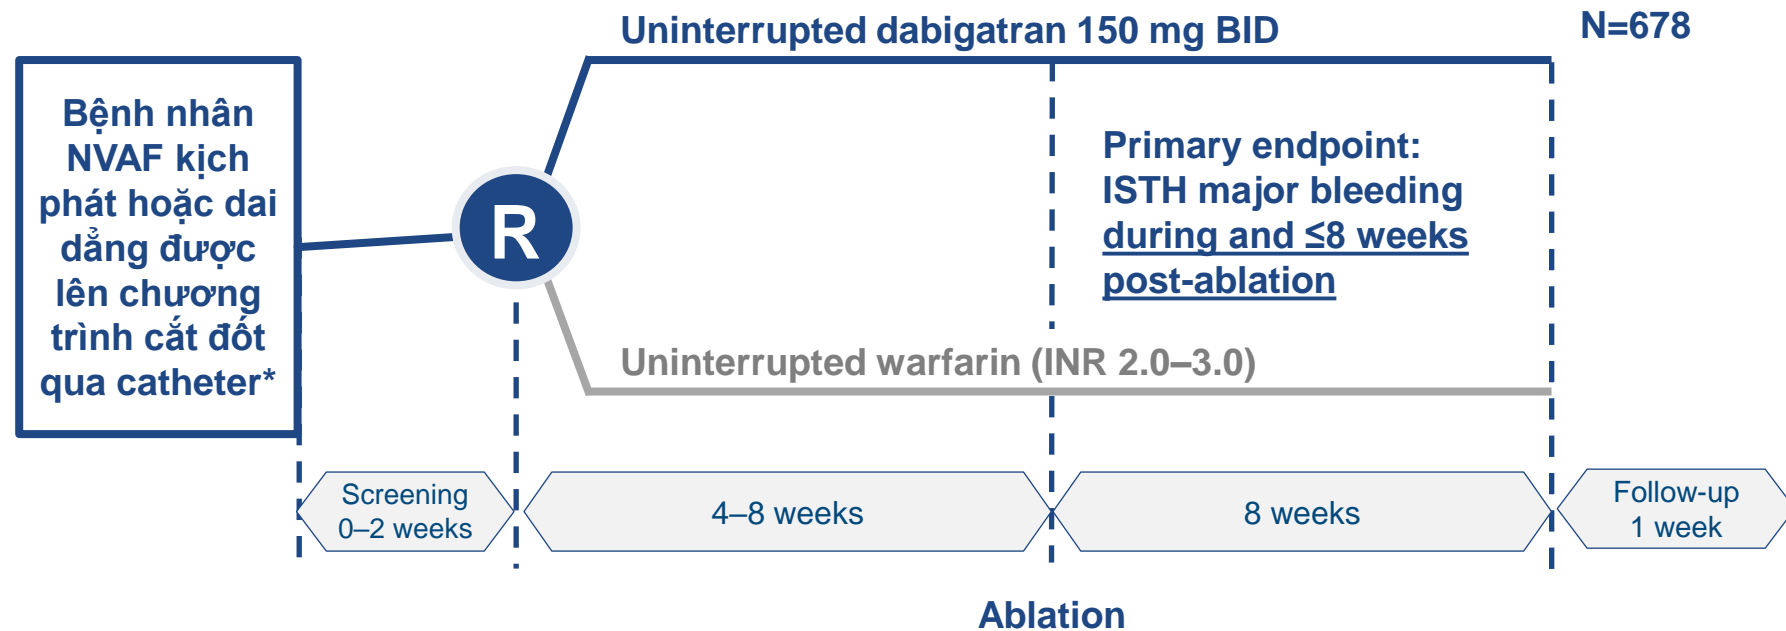 Uninterrupted dabigatran 150 mg BID
N=678
Bệnh nhân
NVAF kịch
phát hoặc dai
dẳng được
lên chương
trình cắt đốt
qua catheter*
R
Primary endpoint:
ISTH major bleeding
during and ≤8 weeks
post-ablation
Uninterrupted warfarin (INR 2.0–3.0)
Screening
0–2 weeks
4–8 weeks
8 weeks
Follow-up
1 week
Ablation